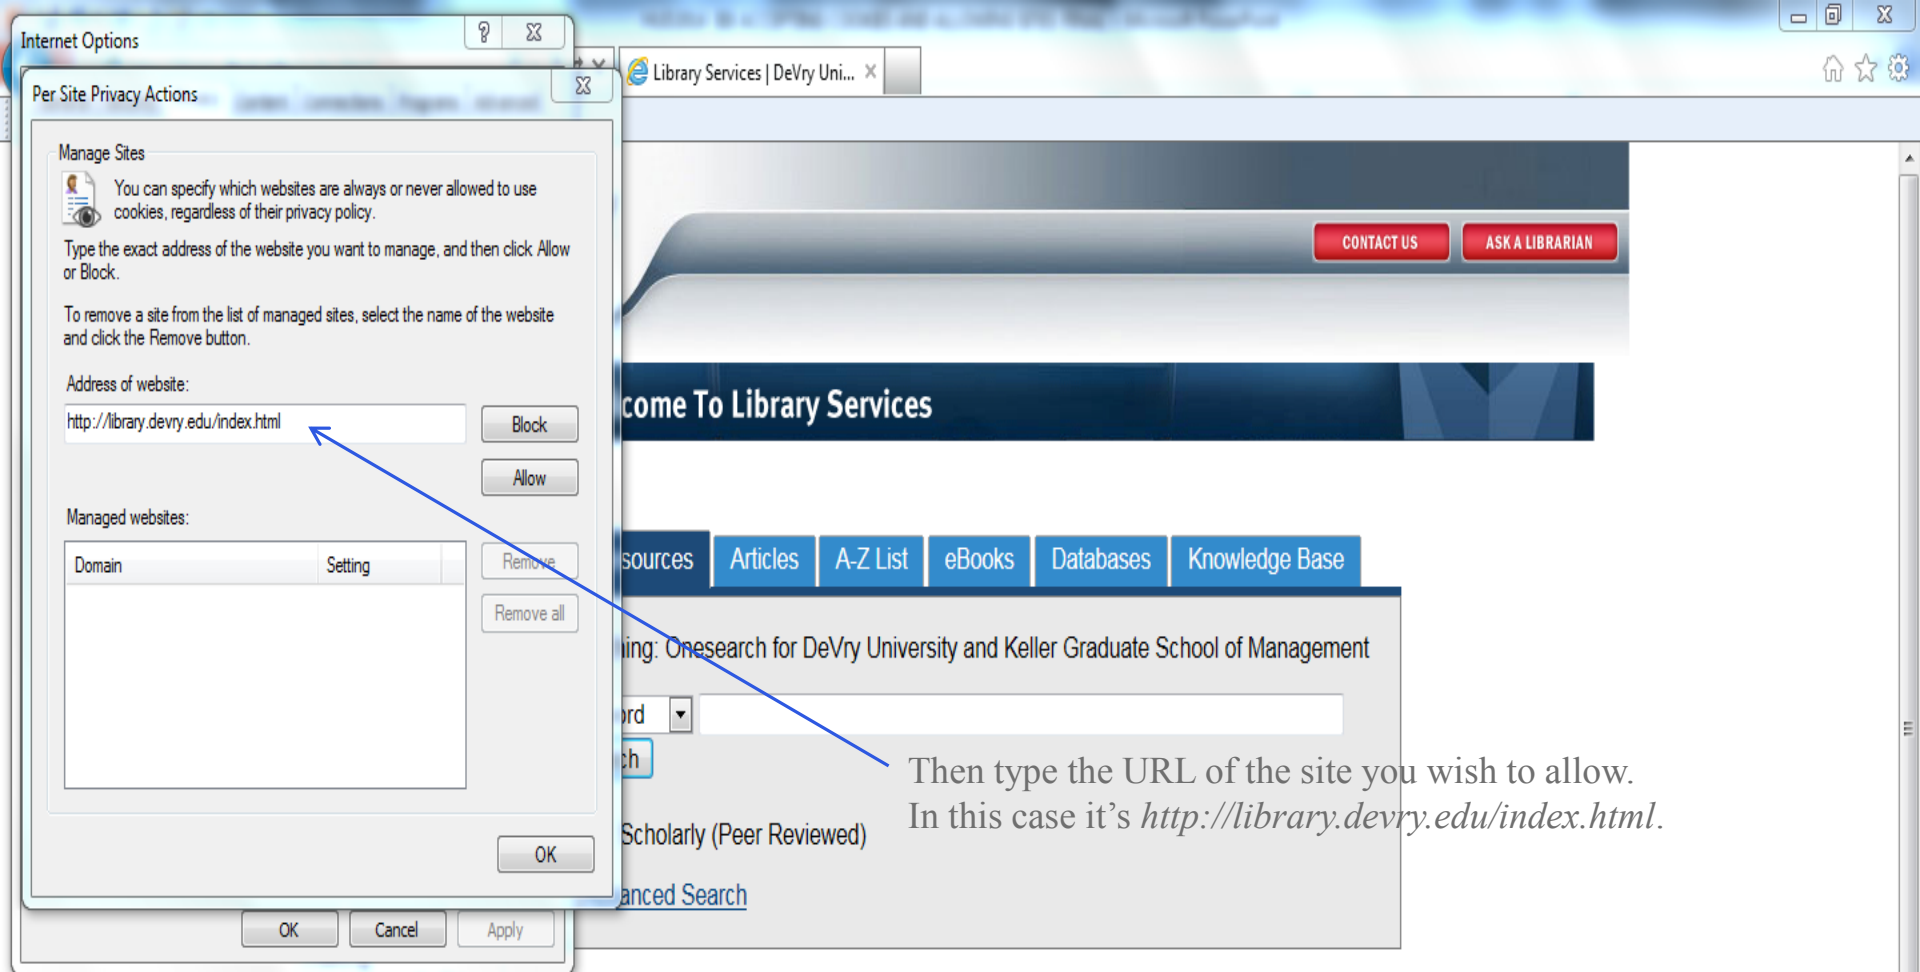 Internet Options
Library Services | DeVry Uni...
Per Site Privacy Actions
Manage Sites
You can specify which websites are always or never allowed to use
cookies, regardless of their privacy policy.
Type the exact address of the website you want to manage, and then click Allow
or Block.
To remove a site from the list of managed sites, select the name of the website
and click the Remove button.
Address of website:
http://library.devry.edu/index.html
Block
Allow
Managed websites:
Domain Setting
Remove
Remove all
OK
OK Cancel Apply
CONTACT US ASK A LIBRARIAN
come To Library Services
sources Articles A-Z List eBooks Databases Knowledge Base
ing: Onesearch for DeVry University and Keller Graduate School of Management
ord
ch
Then type the URL of the site you wish to allow.
In this case it's http://library.devry.edu/index.html.
Scholarly (Peer Reviewed)
anced Search